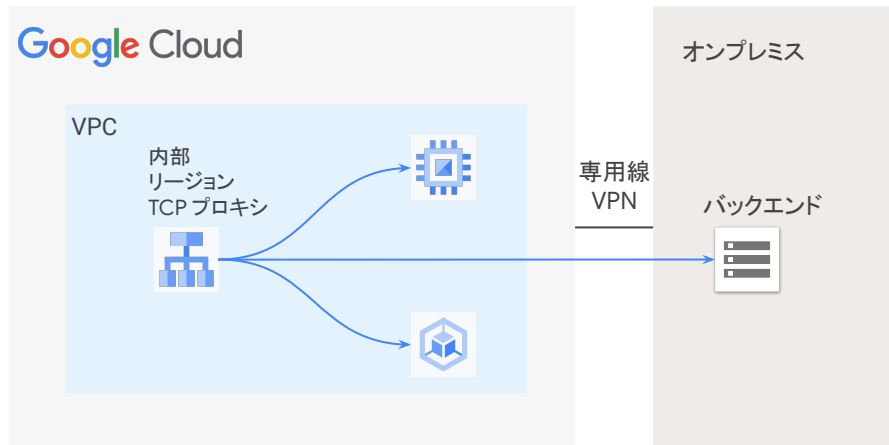 Google Cloud
オンプレミス
VPC
内部
リージョン
TCP プロキシ
専用線
VPN
バックエンド